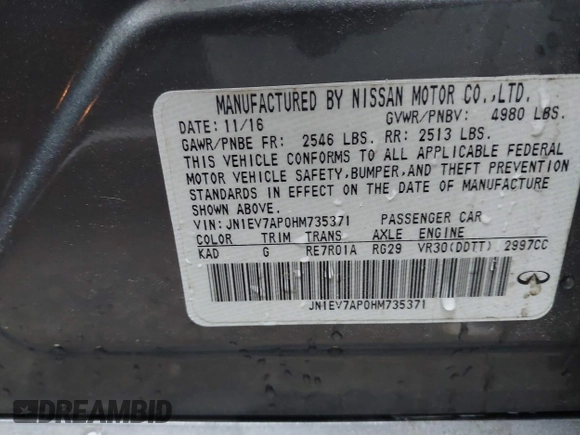 MANUFACTURED BY NISSAN MOTOR CO.,LTD.
DATE: 11/16 GVWR/PNBV: 4980 LBS.
GAWR/PNBE FR: 2546 LBS. RR: 2513 LBS.
THIS VEHICLE CONFORMS TO ALL APPLICABLE FEDERAL
MOTOR VEHICLE SAFETY,BUMPER,AND THEFT PREVENTION
STANDARDS IN EFFECT ON THE DATE OF MANUFACTURE
SHOWN ABOVE.
VIN: JN1EV7AP0HM735371 PASSENGER CAR
COLOR TRIM TRANS AXLE ENGINE
KAD G RE7R01A RG29 VR30(DDTT) 2997CC
JN1EV7AP0HM735371
DREAMBID